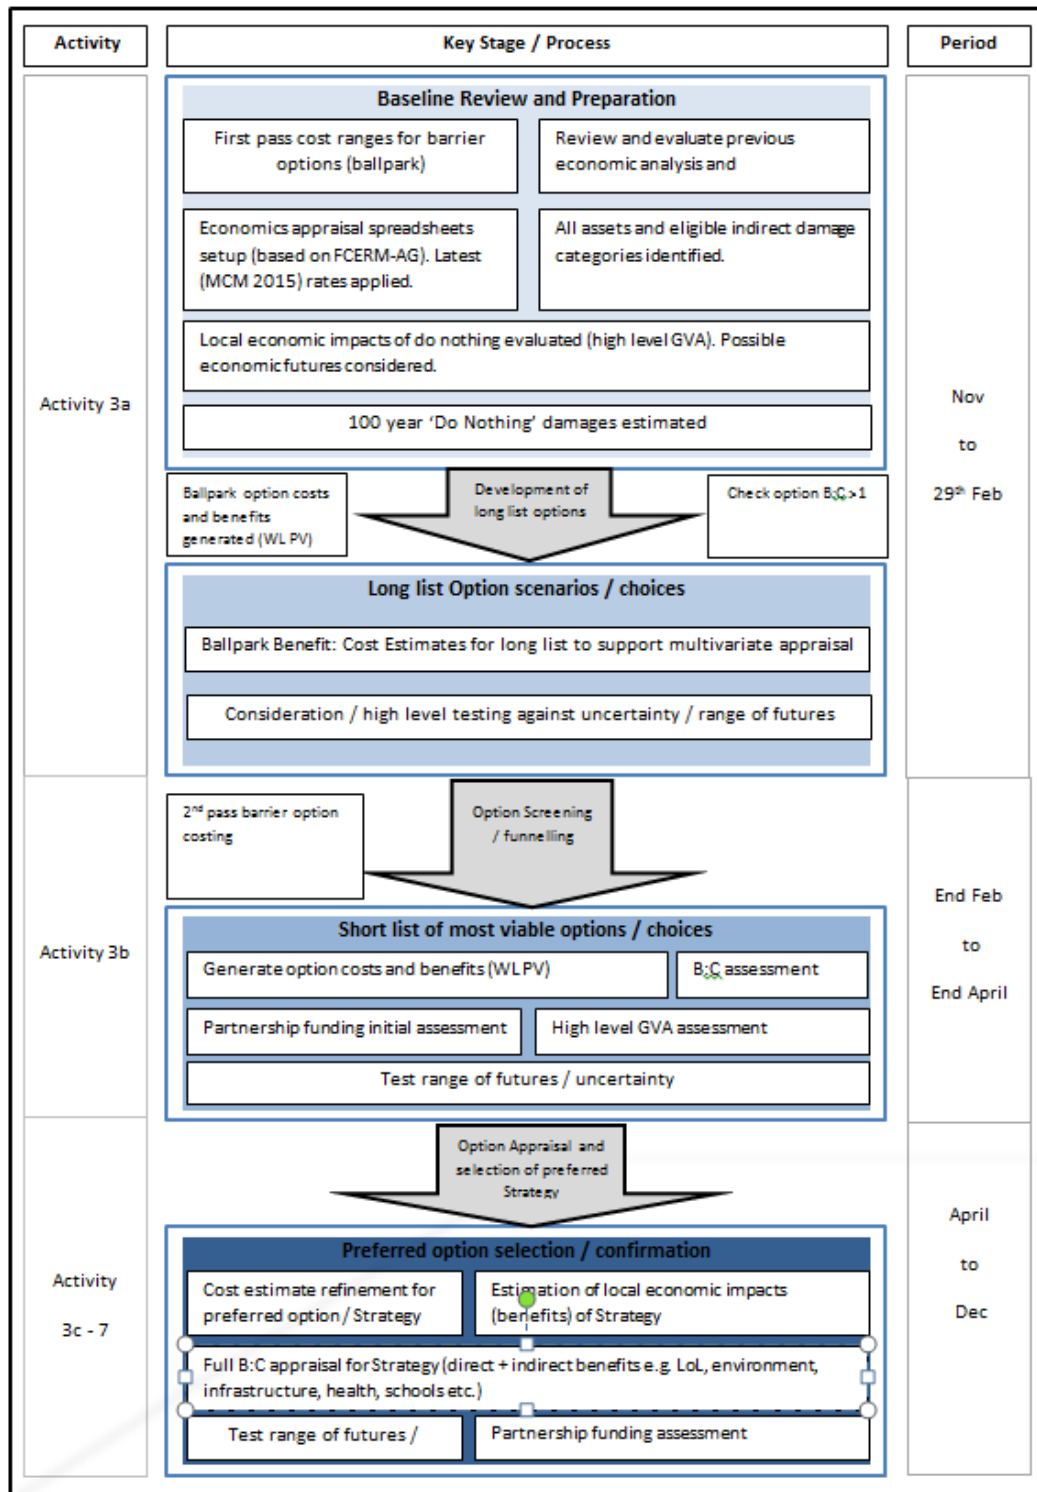 Activity
Key Stage / Process
Period
Baseline Review and Preparation
First pass cost ranges for barrier
options (ballpark)
Review and evaluate previous
economic analysis and
Economics appraisal spreadsheets
setup (based on FCERM-AG). Latest
(MCM 2015) rates applied.
All assets and eligible indirect damage
categories identified.
Local economic impacts of do nothing evaluated (high level GVA). Possible
economic futures considered.
100 year ‘Do Nothing’ damages estimated
Activity 3a
Nov
to
29th Feb
Ballpark option costs
and benefits
generated (WL PV)
Development of
long list options
Check option B:C >1
Long list Option scenarios / choices
Ballpark Benefit: Cost Estimates for long list to support multivariate appraisal
Consideration / high level testing against uncertainty / range of futures
2nd pass barrier option
costing
Option Screening
/ funnelling
Activity 3b
End Feb
to
End April
Short list of most viable options / choices
Generate option costs and benefits (WL PV)
B:C assessment
Partnership funding initial assessment
High level GVA assessment
Test range of futures / uncertainty
Option Appraisal and
selection of preferred
Strategy
Activity
3c - 7
April
to
Dec
Preferred option selection / confirmation
Cost estimate refinement for
preferred option / Strategy
Estimation of local economic impacts
(benefits) of Strategy
Full B:C appraisal for Strategy (direct + indirect benefits e.g. LoL, environment,
infrastructure, health, schools etc.)
Test range of futures /
Partnership funding assessment